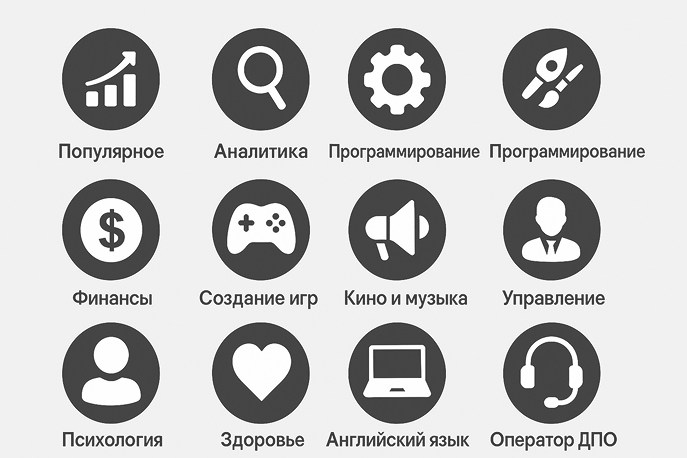 Популярное
Аналитика
Программирование
Программирование
$
Финансы
Создание игр
Кино и музыка
Управление
Психология
Здоровье
Английский язык
Оператор ДПО